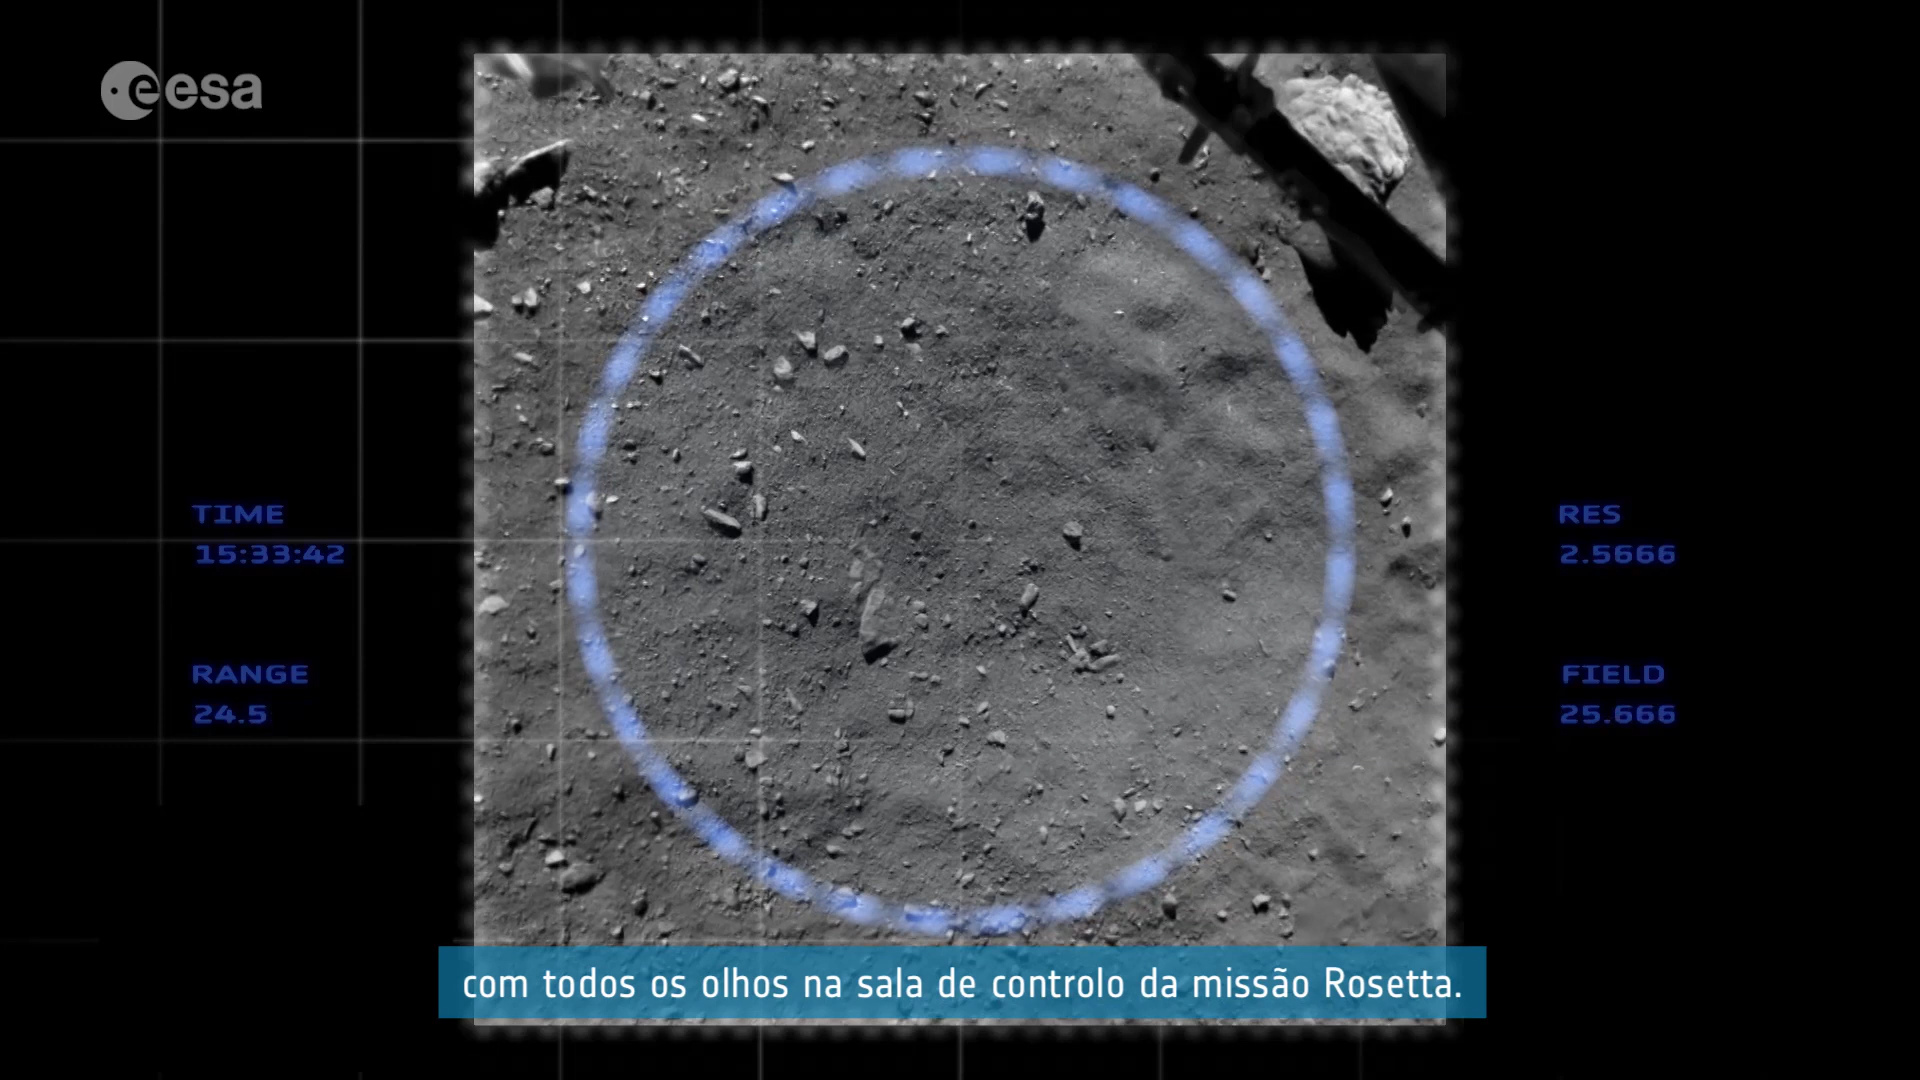 esa
TIME
15:33:42
RANGE
24.5
RES
2.5666
FIELD
25.666
com todos os olhos na sala de controlo da missão Rosetta.